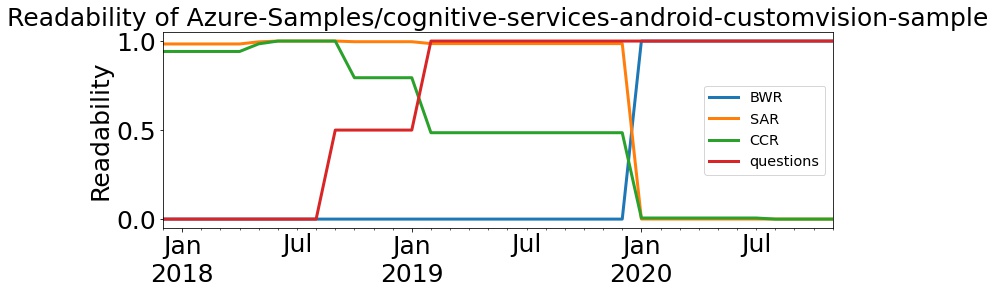 Readability of Azure-Samples/cognitive-services-android-customvision-sample
Readability
1.0
0.5
0.0
BWR
SAR
CCR
questions
Jan
2018
Jul
Jan
2019
Jul
Jan
2020
Jul